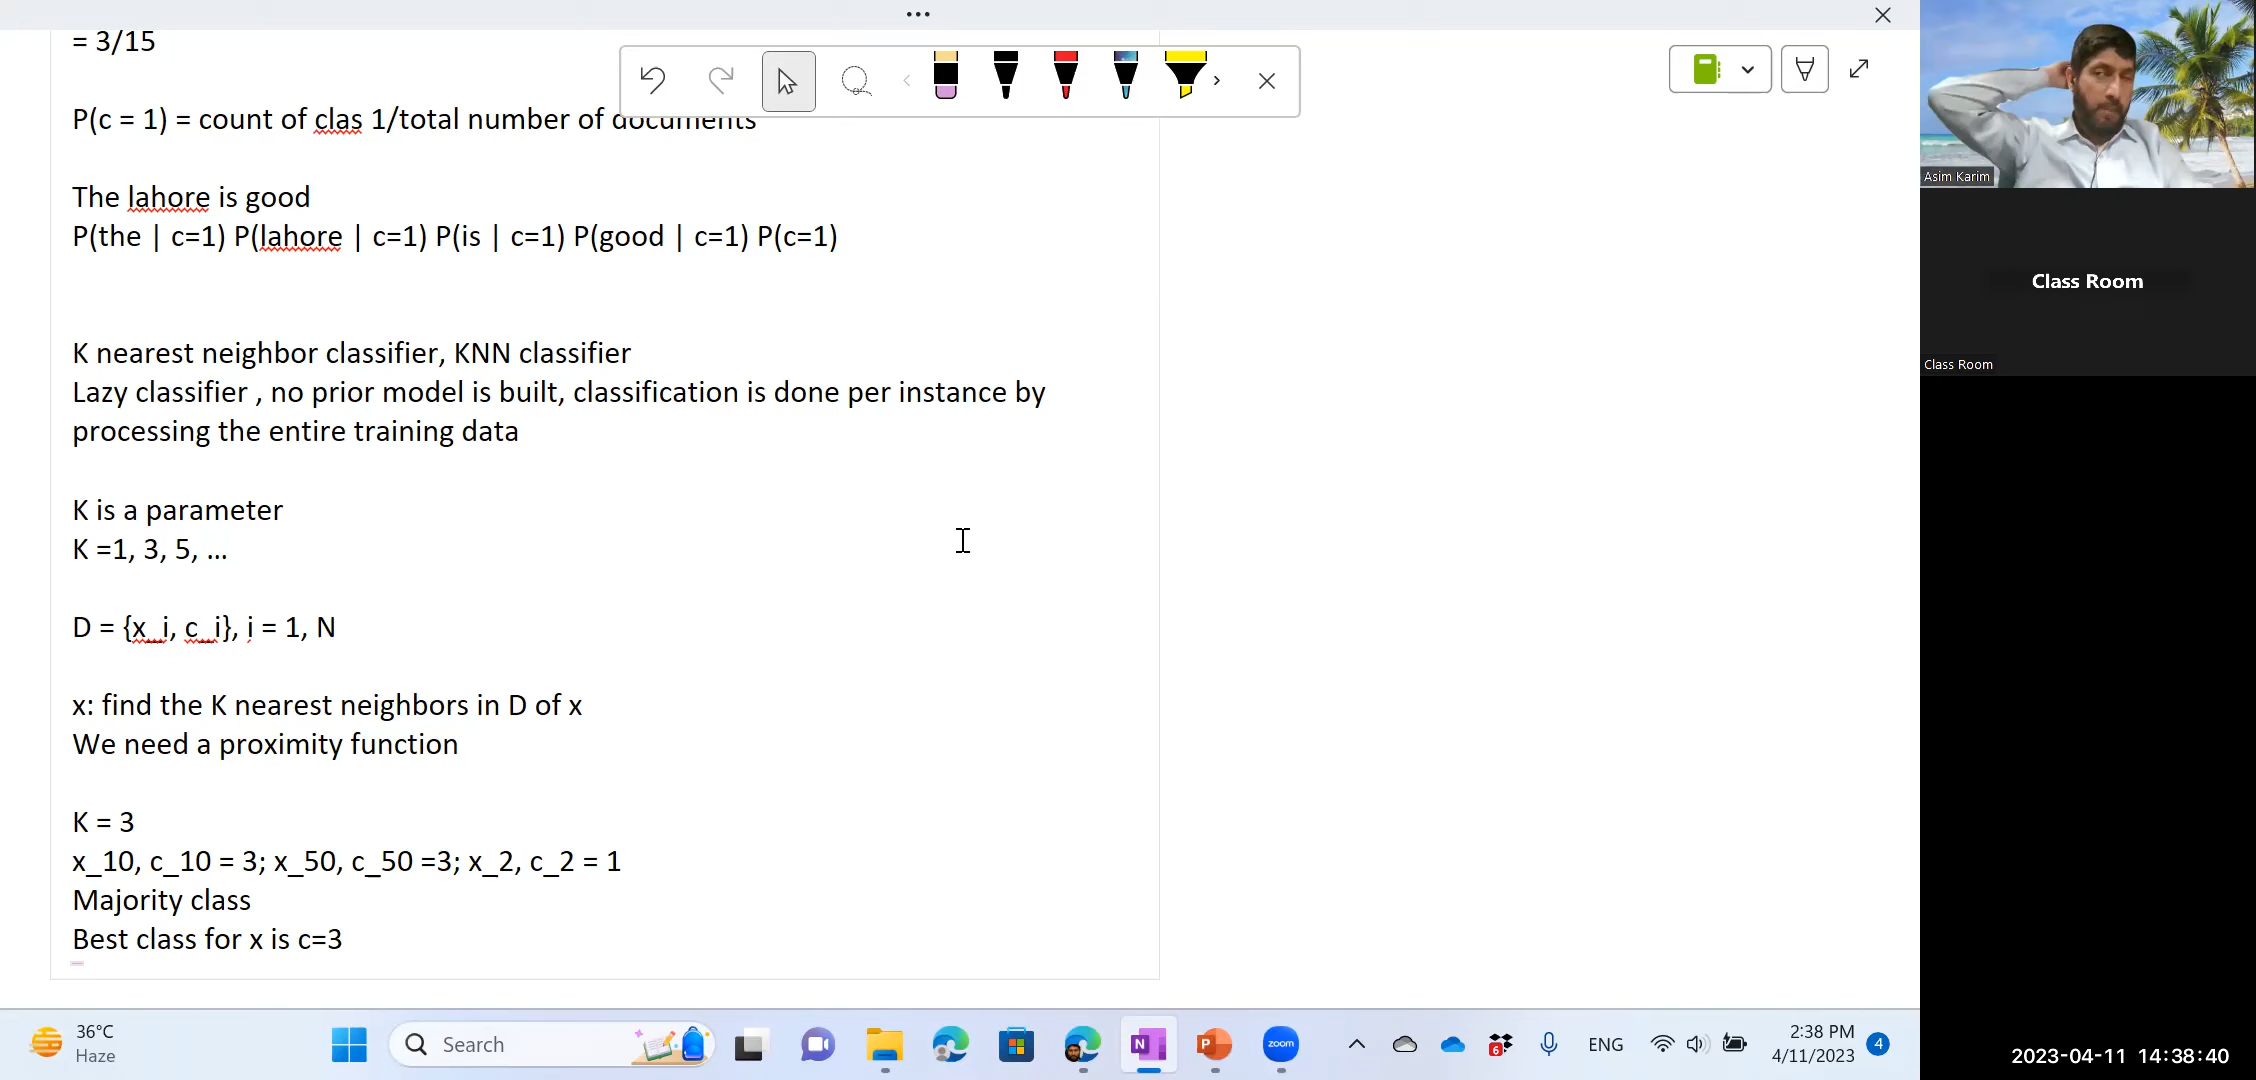 = 3/15
P(c = 1) = count of clas 1/total number of documents
The lahore is good
P(the | c=1) P(lahore | c=1) P(is | c=1) P(good | c=1) P(c=1)
K nearest neighbor classifier, KNN classifier
Lazy classifier , no prior model is built, classification is done per instance by
processing the entire training data
K is a parameter
K =1, 3, 5, ...
D = {x_i, c_i}, i = 1, N
x: find the K nearest neighbors in D of x
We need a proximity function
K = 3
x_10, c_10 = 3; x_50, c_50 =3; x_2, c_2 = 1
Majority class
Best class for x is c=3
Asim Karim
Class Room
Class Room
36°C
Haze
Search
N
P
zoom
6
ENG
2:38 PM
4/11/2023
4
2023-04-11 14:38:40